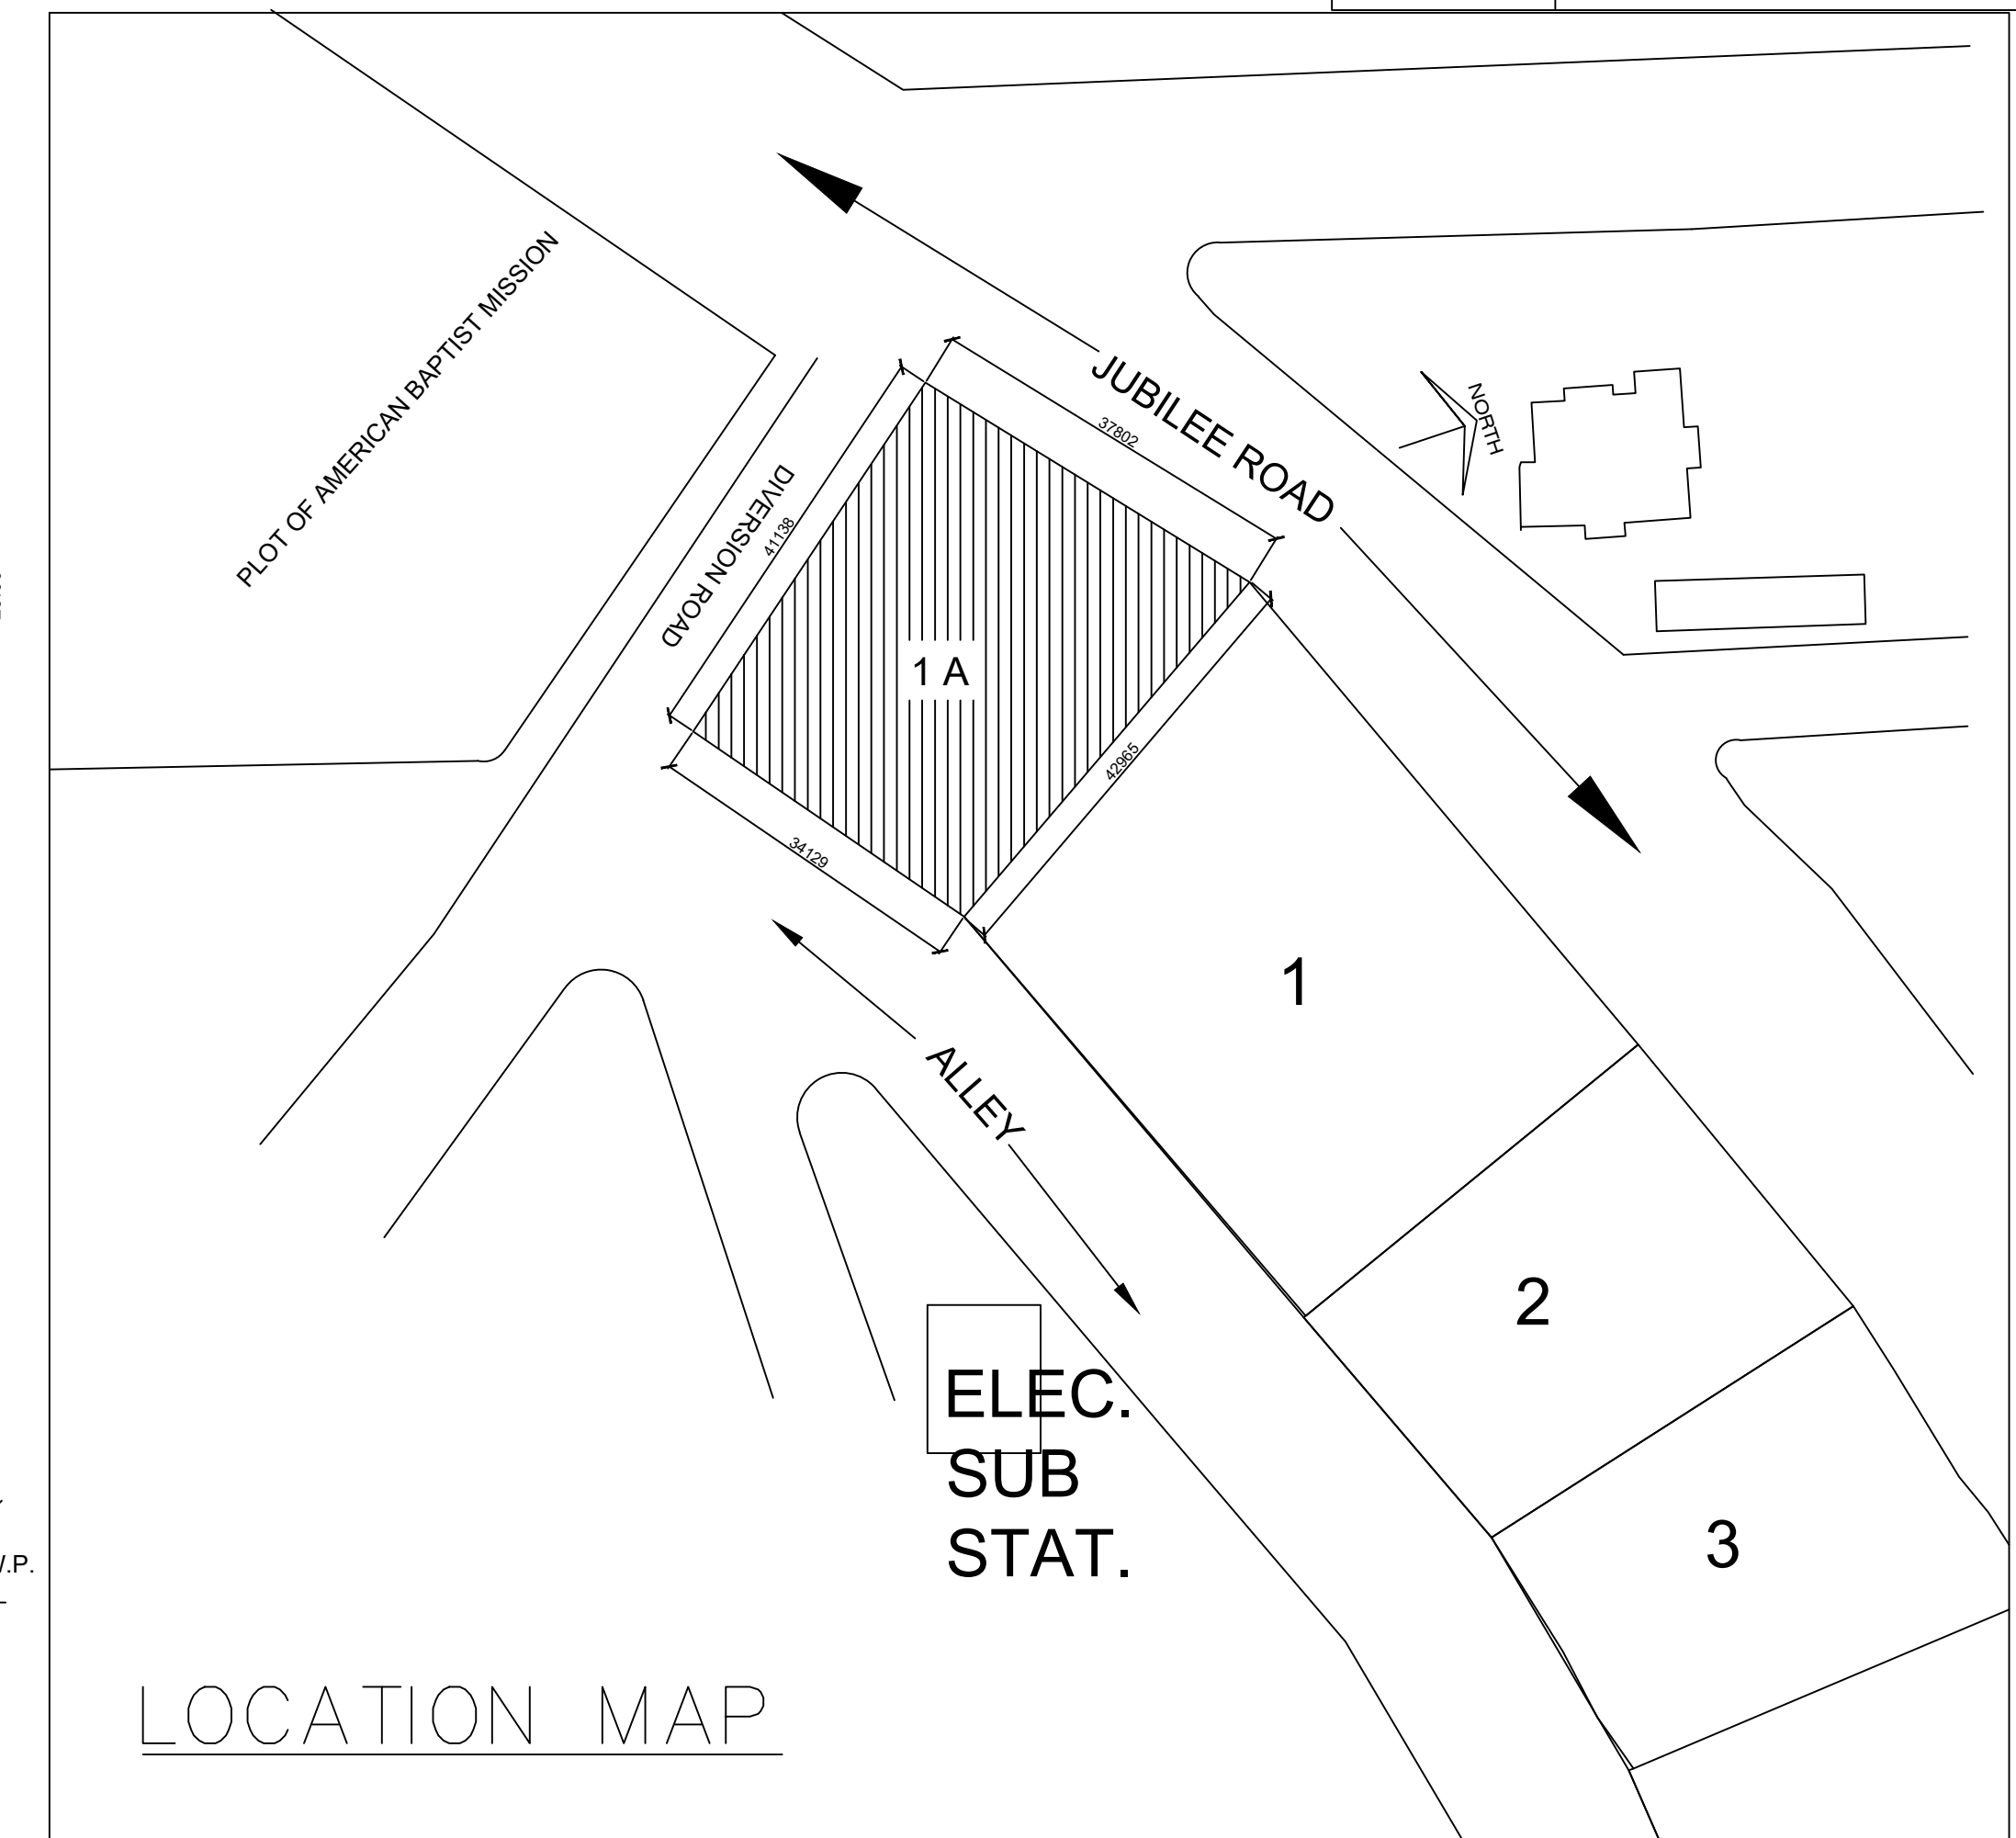 PLOT OF AMERICAN BAPTIST MISSION
JUBILEE ROAD
NORTH
37802
DIVERSION ROAD
41138
1 A
42965
34129
1
ALLEY
2
ELEC.
SUB
STAT.
3
.P.
LOCATION MAP